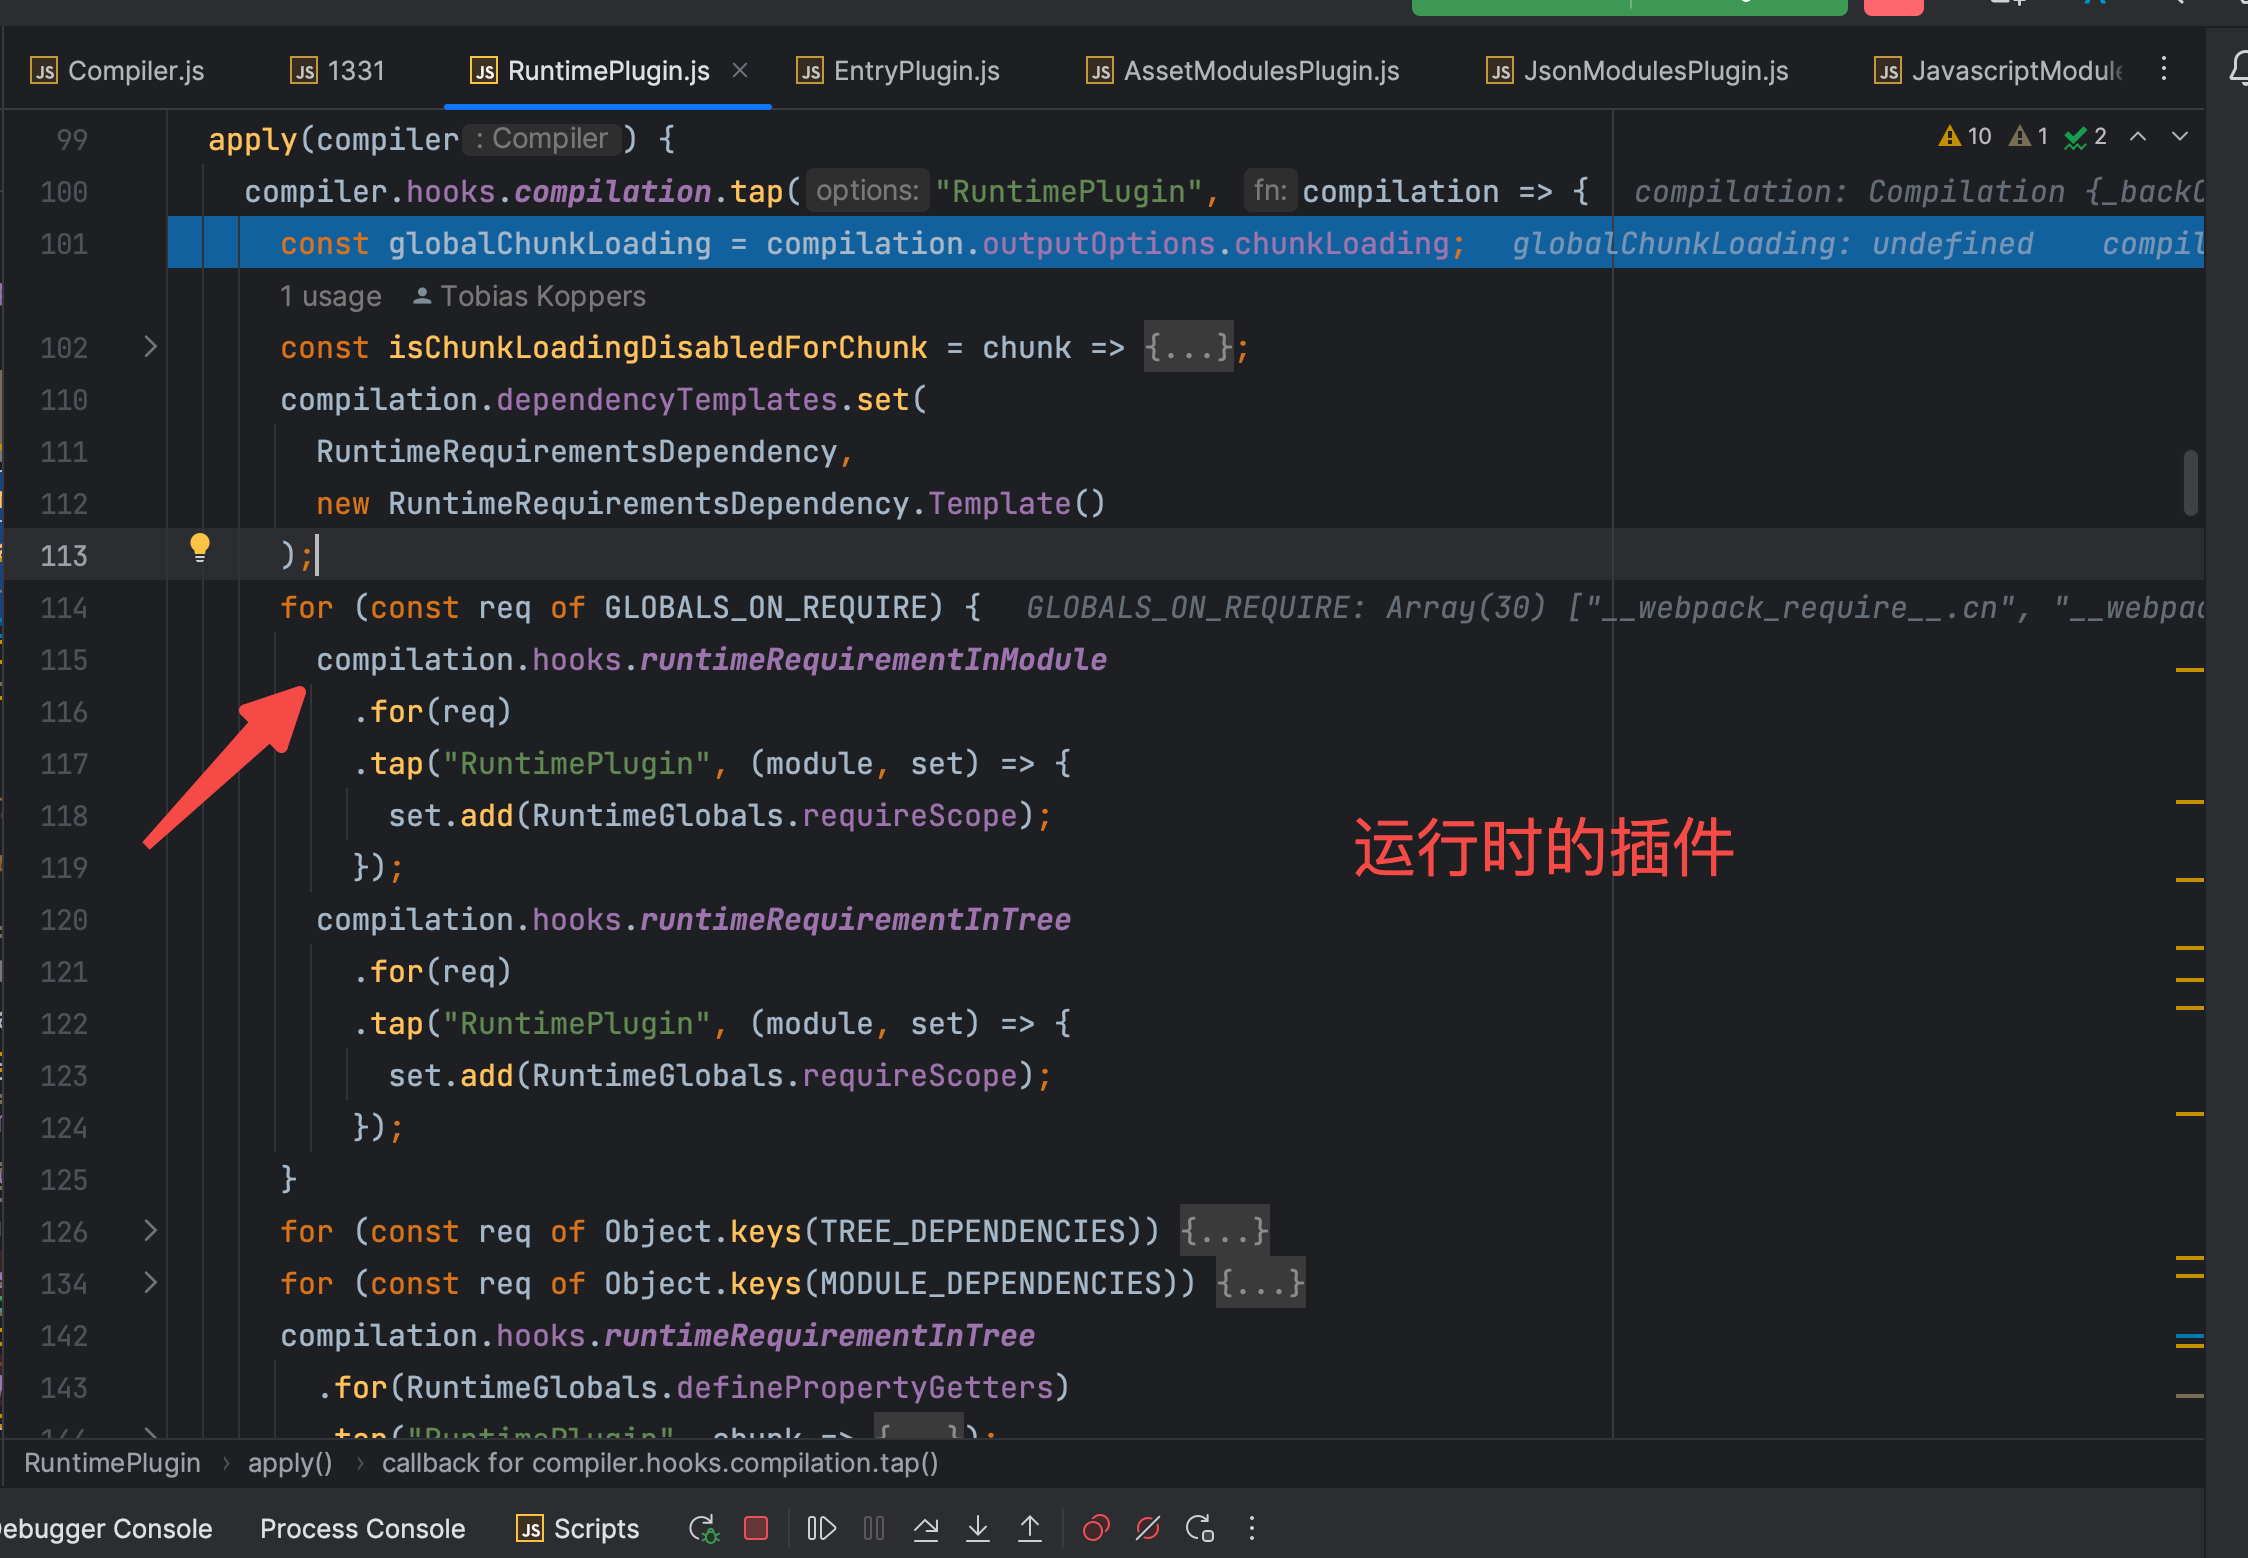 Compiler.js 1331 RuntimePlugin.js EntryPlugin.js AssetModulesPlugin.js JsonModulesPlugin.js JavascriptModule
10 1 2
99 apply(compiler : Compiler) {
100 compiler.hooks.compilation.tap( options: "RuntimePlugin", fn: compilation => { compilation: Compilation {_backC
101 const globalChunkLoading = compilation.outputOptions.chunkLoading; globalChunkLoading: undefined compil
1 usage Tobias Koppers
102 const isChunkLoadingDisabledForChunk = chunk => {...};
110 compilation.dependencyTemplates.set(
111 RuntimeRequirementsDependency,
112 new RuntimeRequirementsDependency.Template()
113 );
114 for (const req of GLOBALS_ON_REQUIRE) { GLOBALS_ON_REQUIRE: Array(30) ["__webpack_require__.cn", "__webpac
115 compilation.hooks.runtimeRequirementInModule
116 .for(req)
117 .tap("RuntimePlugin", (module, set) => {
118 set.add(RuntimeGlobals.requireScope);
运行时的插件
119 });
120 compilation.hooks.runtimeRequirementInTree
121 .for(req)
122 .tap("RuntimePlugin", (module, set) => {
123 set.add(RuntimeGlobals.requireScope);
124 });
125 }
126 for (const req of Object.keys(TREE_DEPENDENCIES)) {...}
134 for (const req of Object.keys(MODULE_DEPENDENCIES)) {...}
142 compilation.hooks.runtimeRequirementInTree
143 .for(RuntimeGlobals.definePropertyGetters)
144 .tap("RuntimePlugin", chunk => {...});
RuntimePlugin › apply() › callback for compiler.hooks.compilation.tap()
ebugger Console Process Console Scripts